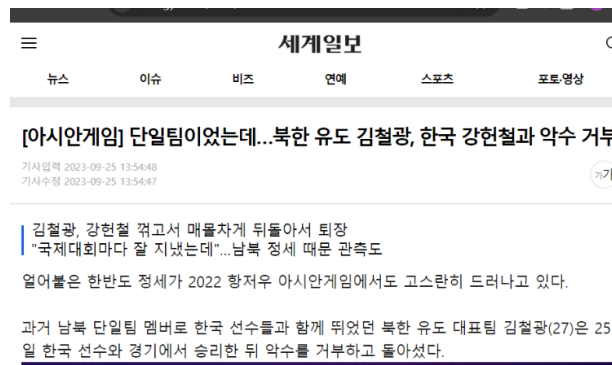 세계일보
뉴스 이슈 비즈 연예 스포츠 포토·영상
[아시안게임] 단일팀이었는데…북한 유도 김철광, 한국 강헌철과 악수 거부
기사입력 2023-09-25 13:54:48
기사수정 2023-09-25 13:54:47
가가
김철광, 강헌철 꺾고서 매몰차게 뒤돌아서 퇴장
"국제대회마다 잘 지냈는데"…남북 정세 때문 관측도
얼어붙은 한반도 정세가 2022 항저우 아시안게임에서도 고스란히 드러나고 있다.
과거 남북 단일팀 멤버로 한국 선수들과 함께 뛰었던 북한 유도 대표팀 김철광(27)은 25
일 한국 선수와 경기에서 승리한 뒤 악수를 거부하고 돌아섰다.